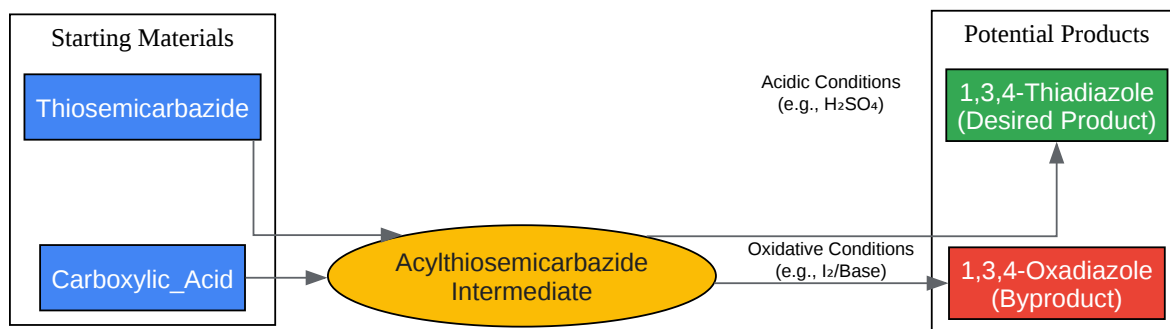 Starting Materials
Thiosemicarbazide
Carboxylic_Acid
Acylthiosemicarbazide
Intermediate
Acidic Conditions
(e.g., H₂SO₄)
Oxidative Conditions
(e.g., I₂/Base)
Potential Products
1,3,4-Thiadiazole
(Desired Product)
1,3,4-Oxadiazole
(Byproduct)